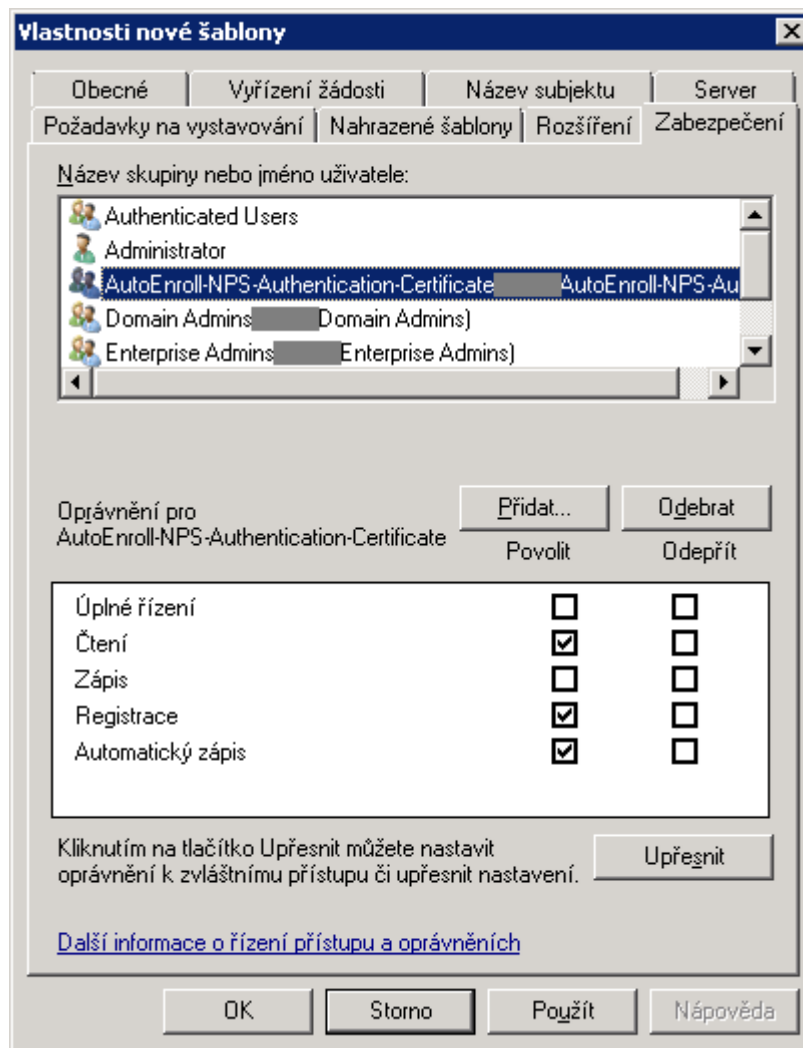 Vlastnosti nové šablony
Obecné Vyřízení žádosti Název subjektu Server
Požadavky na vystavování Nahrazené šablony Rozšíření Zabezpečení
Název skupiny nebo jméno uživatele:
Authenticated Users
Administrator
AutoEnroll-NPS-Authentication-Certificate AutoEnroll-NPS-Au
Domain Admins Domain Admins)
Enterprise Admins Enterprise Admins)
Přidat... Odebrat
Oprávnění pro
AutoEnroll-NPS-Authentication-Certificate
Povolit Odepřít
Úplné řízení
Čtení
Zápis
Registrace
Automatický zápis
Kliknutím na tlačítko Upřesnit můžete nastavit
oprávnění k zvláštnímu přístupu či upřesnit nastavení.
Upřesnit
Další informace o řízení přístupu a oprávněních
OK Storno Použít Nápověda